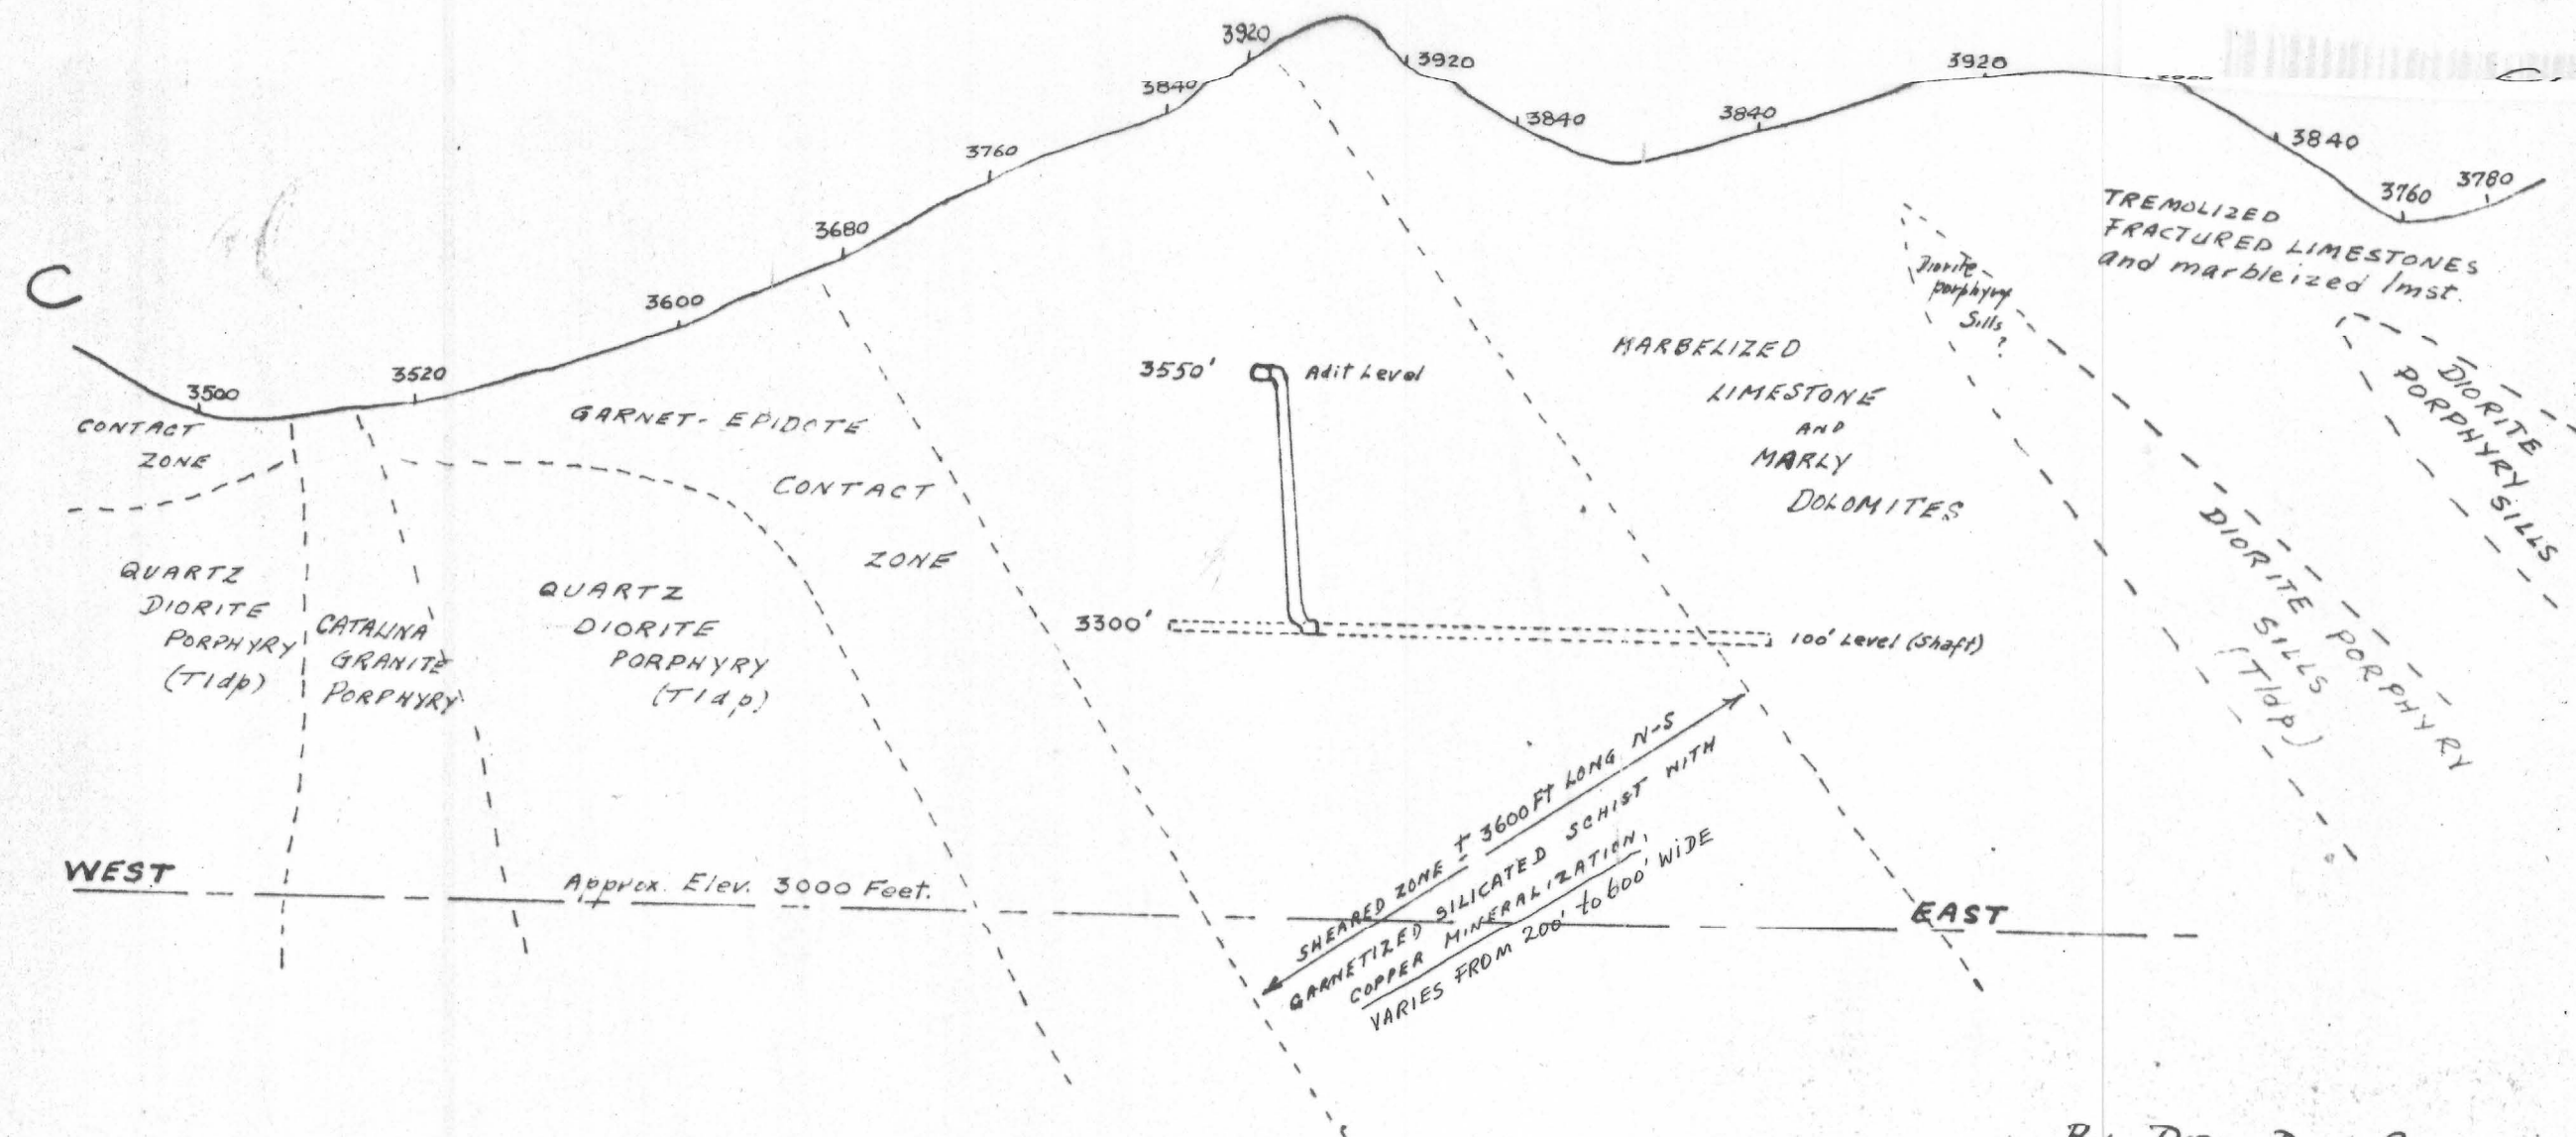 3920
3920
3920
3840
3840
3840
3840
3760
3760
3780
3680
3600
3520
3500
C
TREMOLIZED
FRACTURED LIMESTONES
and marbleized lmst.
Diorite
porphyry
Sills
?
DIORITE
PORPHYRY SILLS
MARBELIZED
LIMESTONE
AND
MARLY
DOLOMITES
3550' Adit Level
CONTACT
ZONE
GARNET-EPIDOTE
CONTACT
ZONE
QUARTZ
DIORITE
PORPHYRY
(Tldp)
CATALINA
GRANITE
PORPHYRY
QUARTZ
DIORITE
PORPHYRY
(Tldp)
3300' 100' Level (Shaft)
DIORITE PORPHYRY
SILLS
(Tldp)
SHEARED ZONE ± 3600 Ft LONG N-S
GARNETIZED SILICATED SCHIST WITH
COPPER MINERALIZATION,
VARIES FROM 200' to 600' WIDE
WEST
Approx. Elev. 3000 Feet.
EAST